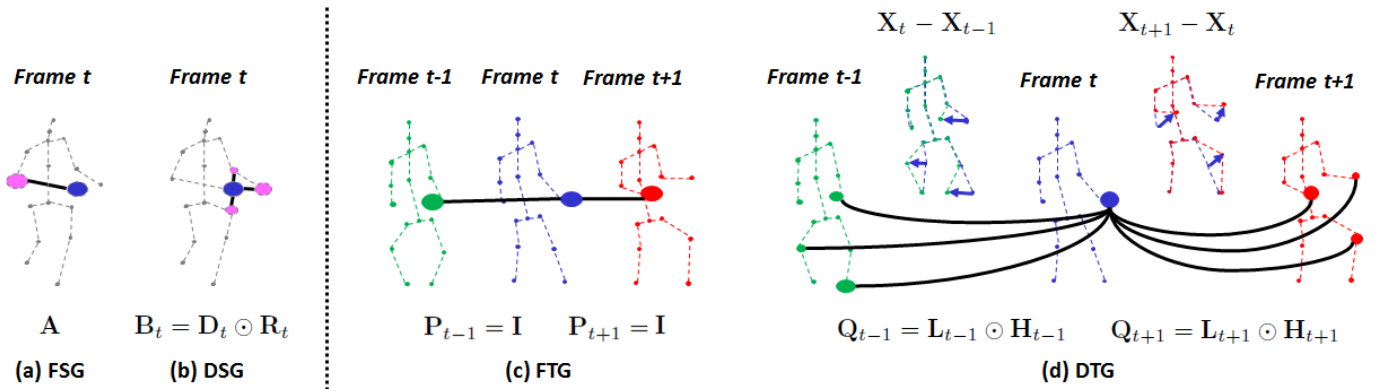 X_t − X_{t−1}
X_{t+1} − X_t
Frame t
Frame t
Frame t-1
Frame t
Frame t+1
Frame t-1
Frame t
Frame t+1
A
B_t = D_t ⊙ R_t
P_{t−1} = I
P_{t+1} = I
Q_{t−1} = L_{t−1} ⊙ H_{t−1}
Q_{t+1} = L_{t+1} ⊙ H_{t+1}
(a) FSG
(b) DSG
(c) FTG
(d) DTG